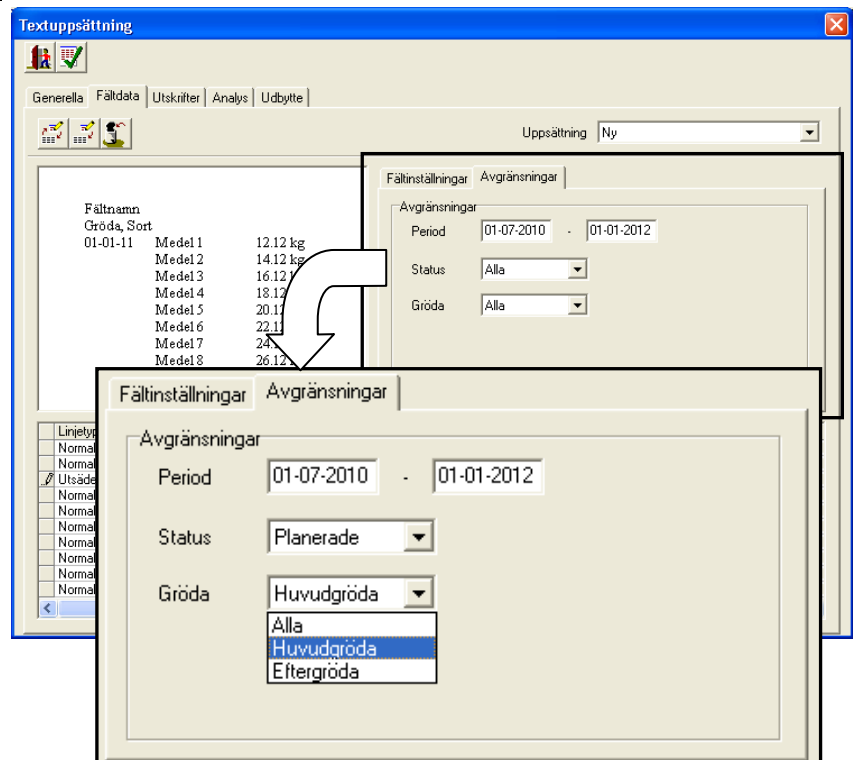 Textuppsättning
Generella Fältdata Utskrifter Analys Udbytte
Uppsättning Ny
Fältinställningar Avgränsningar
Avgränsningar
Period 01-07-2010 - 01-01-2012
Status Alla
Gröda Alla
Fältnamn
Gröda, Sort
01-01-11 Medel 1 12.12 kg
Medel 2 14.12 kg
Medel 3 16.12
Medel 4 18.12
Medel 5 20.12
Medel 6 22.12
Medel 7
Medel 8 26.12
Normal
Normal
Normal
Normal
Normal
Normal
Normal
Normal
Normal
Fältinställningar Avgränsningar
Avgränsningar
Period 01-07-2010 - 01-01-2012
Status Planerade
Gröda Huvudgröda
Alla
Huvudgröda
Eftergröda